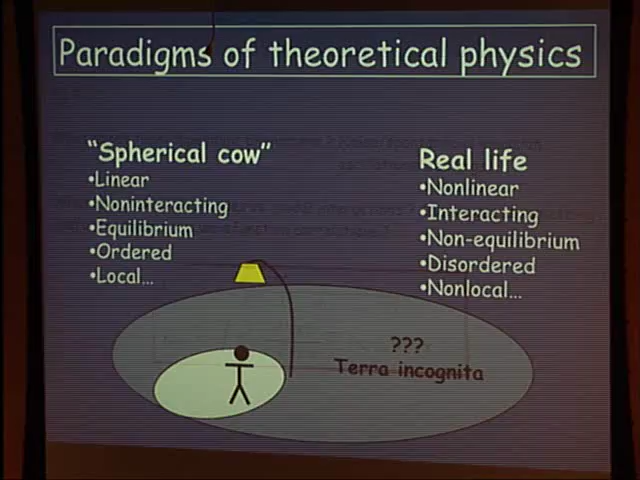 Paradigms of theoretical physics
"Spherical cow"
•Linear
•Noninteracting
•Equilibrium
•Ordered
•Local...
Real life
•Nonlinear
•Interacting
•Non-equilibrium
•Disordered
•Nonlocal...
???
Terra incognita